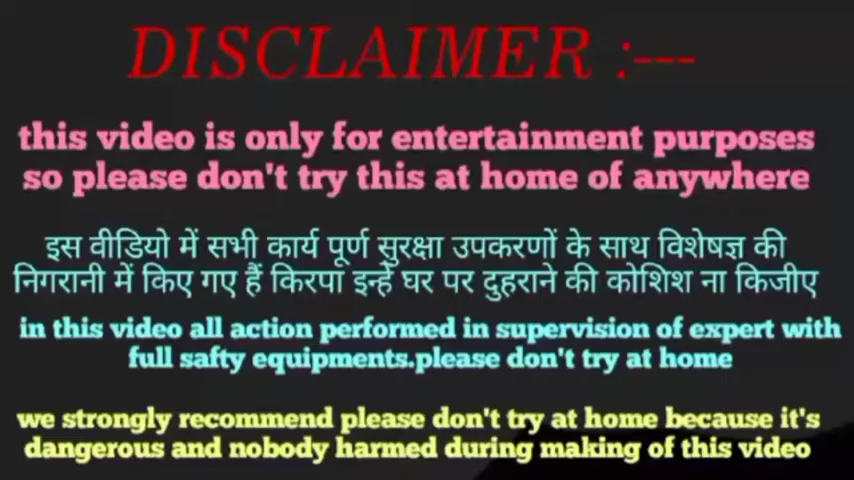 DISCLAIMER :---
this video is only for entertainment purposes
so please don't try this at home of anywhere
इस वीडियो में सभी कार्य पूर्ण सुरक्षा उपकरणों के साथ विशेषज्ञ की
निगरानी में किए गए हैं किरपा इन्हें घर पर दुहराने की कोशिश ना किजीए
in this video all action performed in supervision of expert with
full safty equipments.please don't try at home
we strongly recommend please don't try at home because it's
dangerous and nobody harmed during making of this video